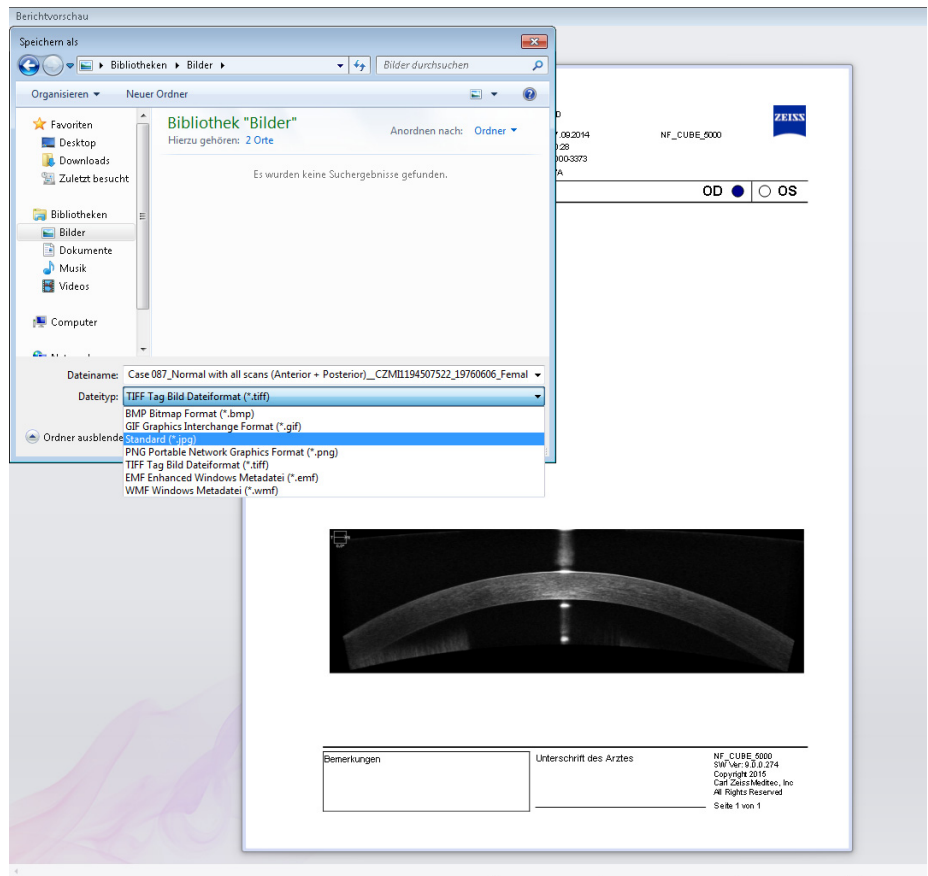 Berichtvorschau
Speichern als
Bibliotheken
Bilder
Bilder durchsuchen
Organisieren
Neuer Ordner
Favoriten
Desktop
Downloads
Zuletzt besucht
Bibliotheken
Bilder
Dokumente
Musik
Videos
Computer
Bibliothek "Bilder"
Hierzu gehören: 2 Orte
Anordnen nach: Ordner
Es wurden keine Suchergebnisse gefunden.
Dateiname: Case 087_Normal with all scans (Anterior + Posterior)__CZMI1194507522_19760606_Femal
Dateityp: TIFF Tag Bild Dateiformat (*.tiff)
BMP Bitmap Format (*.bmp)
GIF Graphics Interchange Format (*.gif)
Standard (*.jpg)
PNG Portable Network Graphics Format (*.png)
TIFF Tag Bild Dateiformat (*.tiff)
EMF Enhanced Windows Metadatei (*.emf)
WMF Windows Metadatei (*.wmf)
Ordner ausblende
.09.2014
NF_CUBE_5000
ZEISS
:28
000-3373
OD OS
Bemerkungen
Unterschrift des Arztes
NF_CUBE_5000
SW Ver: 9.0.0.274
Copyright 2015
Carl Zeiss Meditec, Inc
All Rights Reserved
Seite 1 von 1